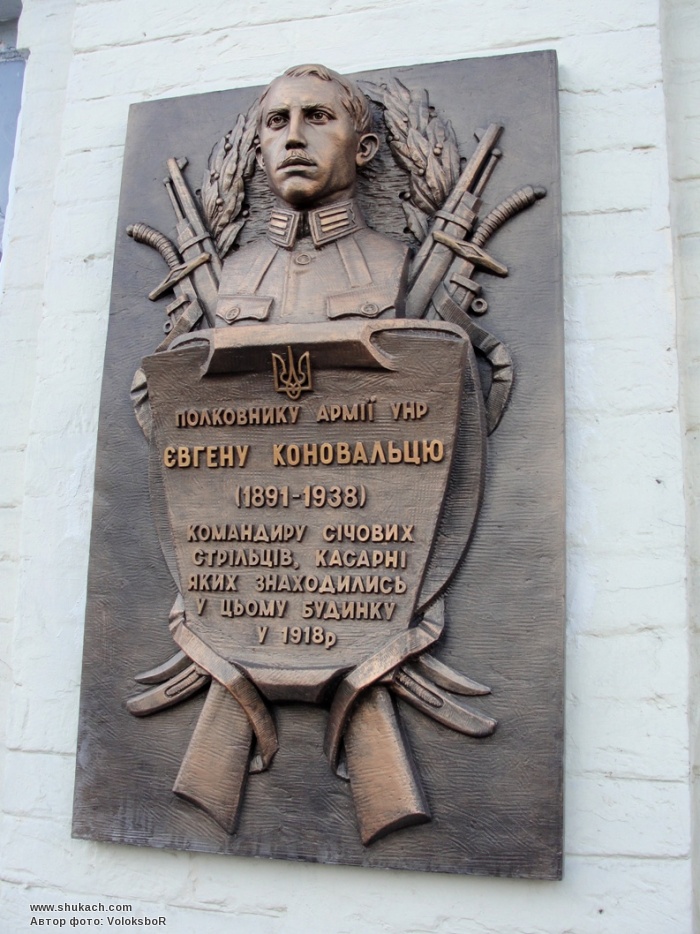 ПОЛКОВНИКУ АРМІЇ УНР
ЄВГЕНУ КОНОВАЛЬЦЮ
(1891-1938)
КОМАНДИРУ СІЧОВИХ
СТРІЛЬЦІВ, КАСАРНІ
ЯКИХ ЗНАХОДИЛИСЬ
У ЦЬОМУ БУДИНКУ
У 1918р
www.shukach.com
Автор фото: VoloksboR